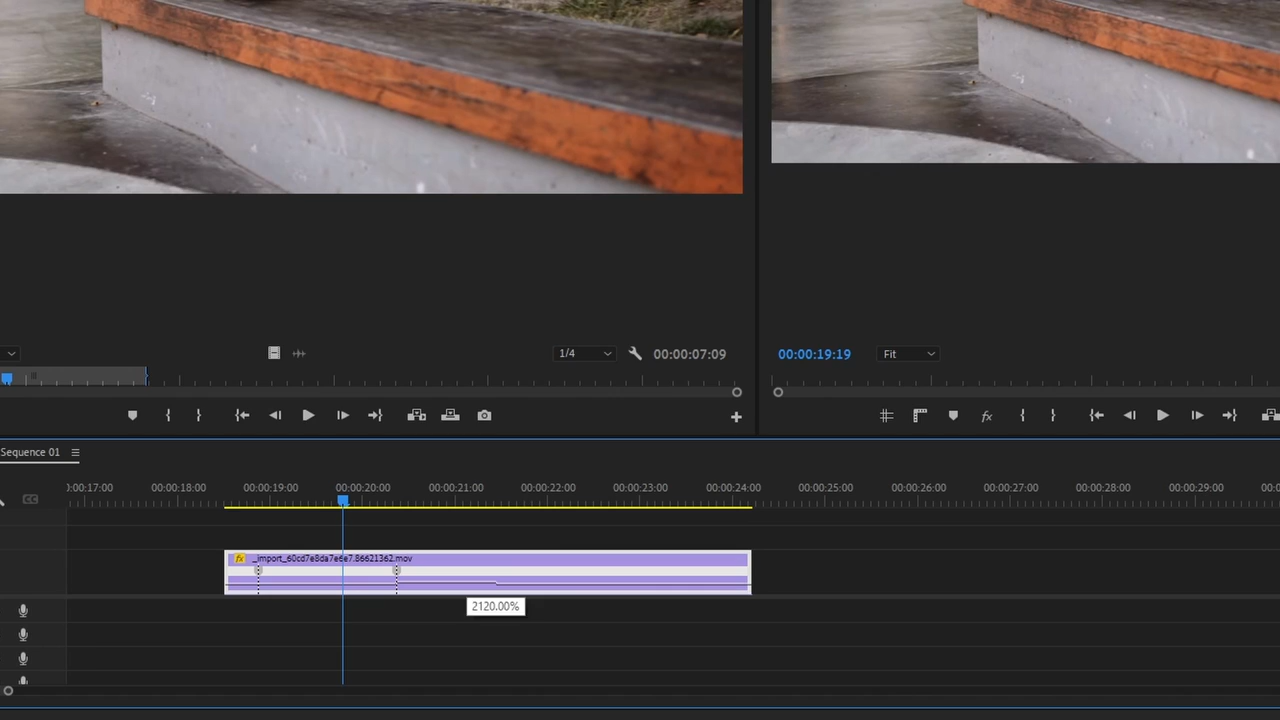 1/4 00:00:07:09
00:00:19:19 Fit
Sequence 01
CC
:00:17:00 00:00:18:00 00:00:19:00 00:00:20:00 00:00:21:00 00:00:22:00 00:00:23:00 00:00:24:00 00:00:25:00 00:00:26:00 00:00:27:00 00:00:28:00 00:00:29:00 00:0
fx _import_60cd7e8da7e6e7.86621362.mov
2120.00%